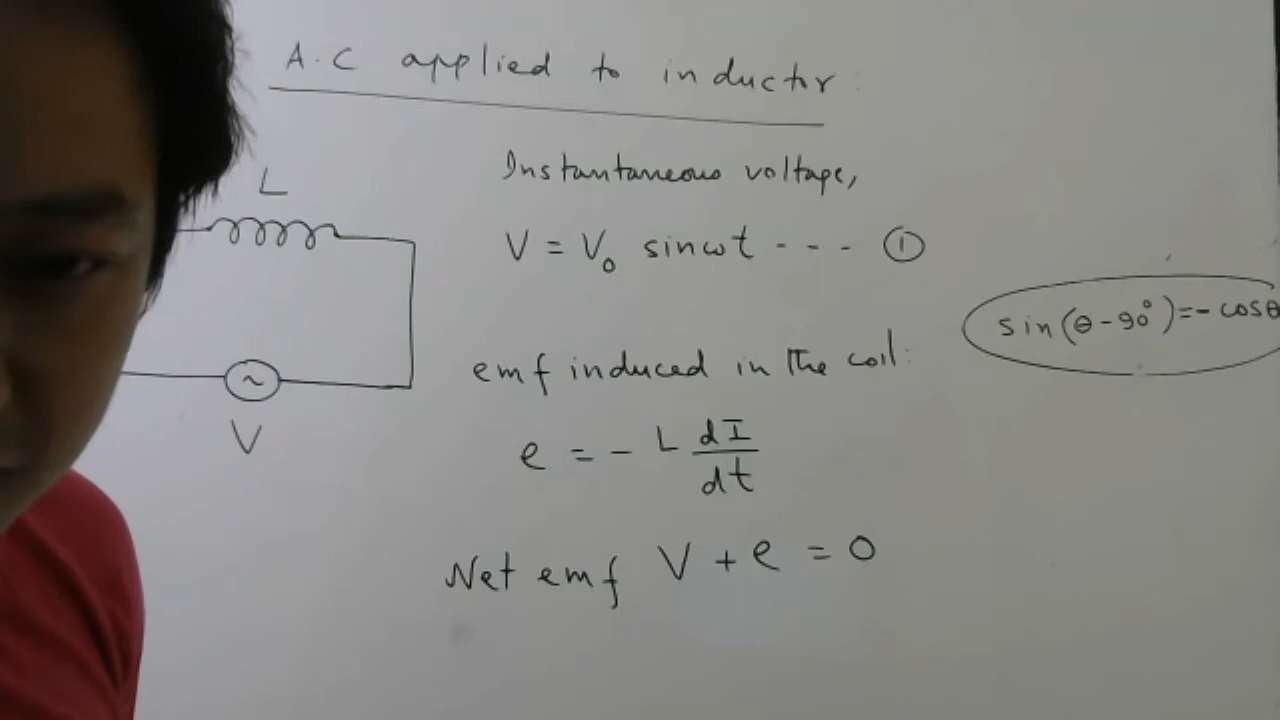 A.C applied to inductor:
L
Instantaneous voltage,
V = V₀ sinωt - - - ①
sin(θ-90°)=-cosθ
emf induced in the coil:
~
V
e = - L dI/dt
Net emf V + e = 0